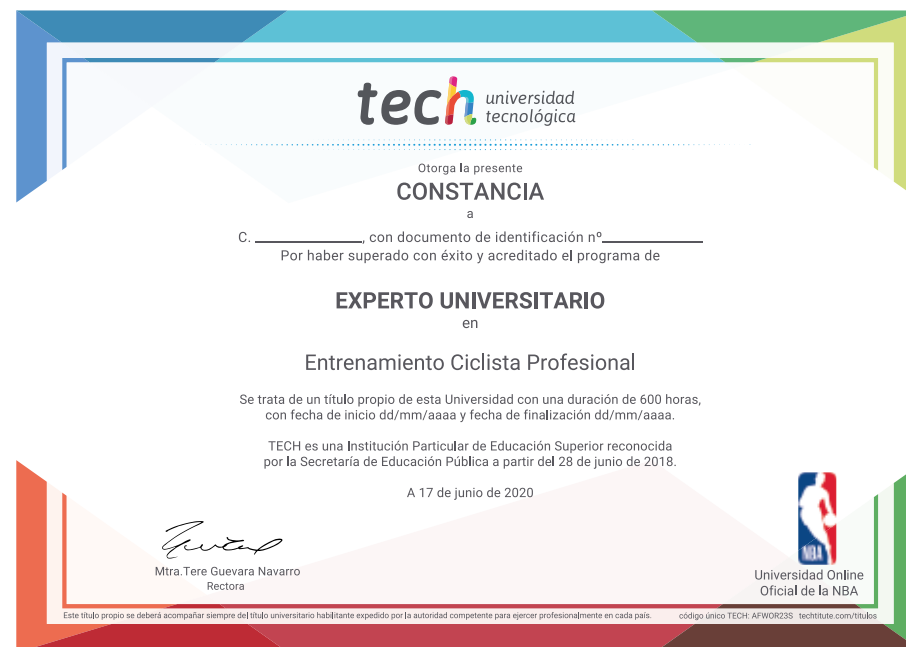 tech universidad
tecnológica
Otorga la presente
CONSTANCIA
a
C. ____________, con documento de identificación nº____________
Por haber superado con éxito y acreditado el programa de
EXPERTO UNIVERSITARIO
en
Entrenamiento Ciclista Profesional
Se trata de un título propio de esta Universidad con una duración de 600 horas,
con fecha de inicio dd/mm/aaaa y fecha de finalización dd/mm/aaaa.
TECH es una Institución Particular de Educación Superior reconocida
por la Secretaría de Educación Pública a partir del 28 de junio de 2018.
A 17 de junio de 2020
Mtra.Tere Guevara Navarro
Rectora
NBA
Universidad Online
Oficial de la NBA
Este título propio se deberá acompañar siempre del título universitario habilitante expedido por la autoridad competente para ejercer profesionalmente en cada país. código único TECH: AFWOR23S techtitute.com/titulos